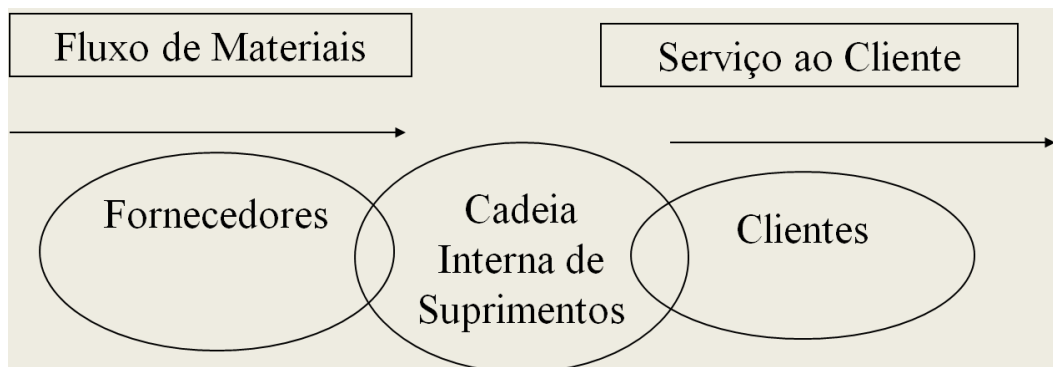 Fluxo de Materiais
Serviço ao Cliente
Fornecedores
Cadeia
Interna de
Suprimentos
Clientes